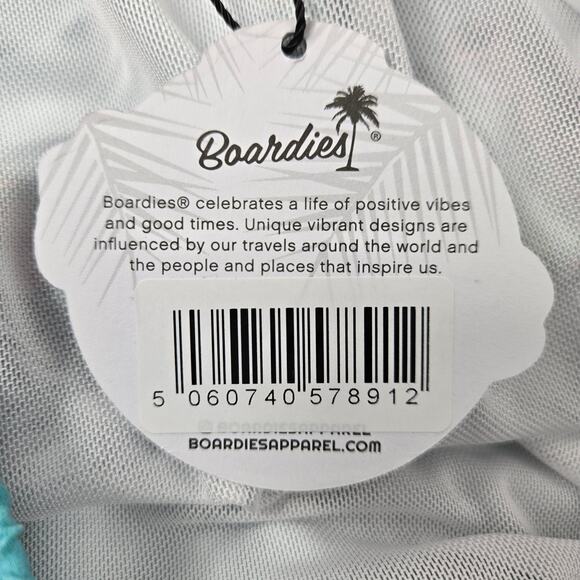 Boardies®
Boardies® celebrates a life of positive vibes
and good times. Unique vibrant designs are
influenced by our travels around the world and
the people and places that inspire us.
5 060740 578912
BOARDIESAPPAREL
BOARDIESAPPAREL.COM